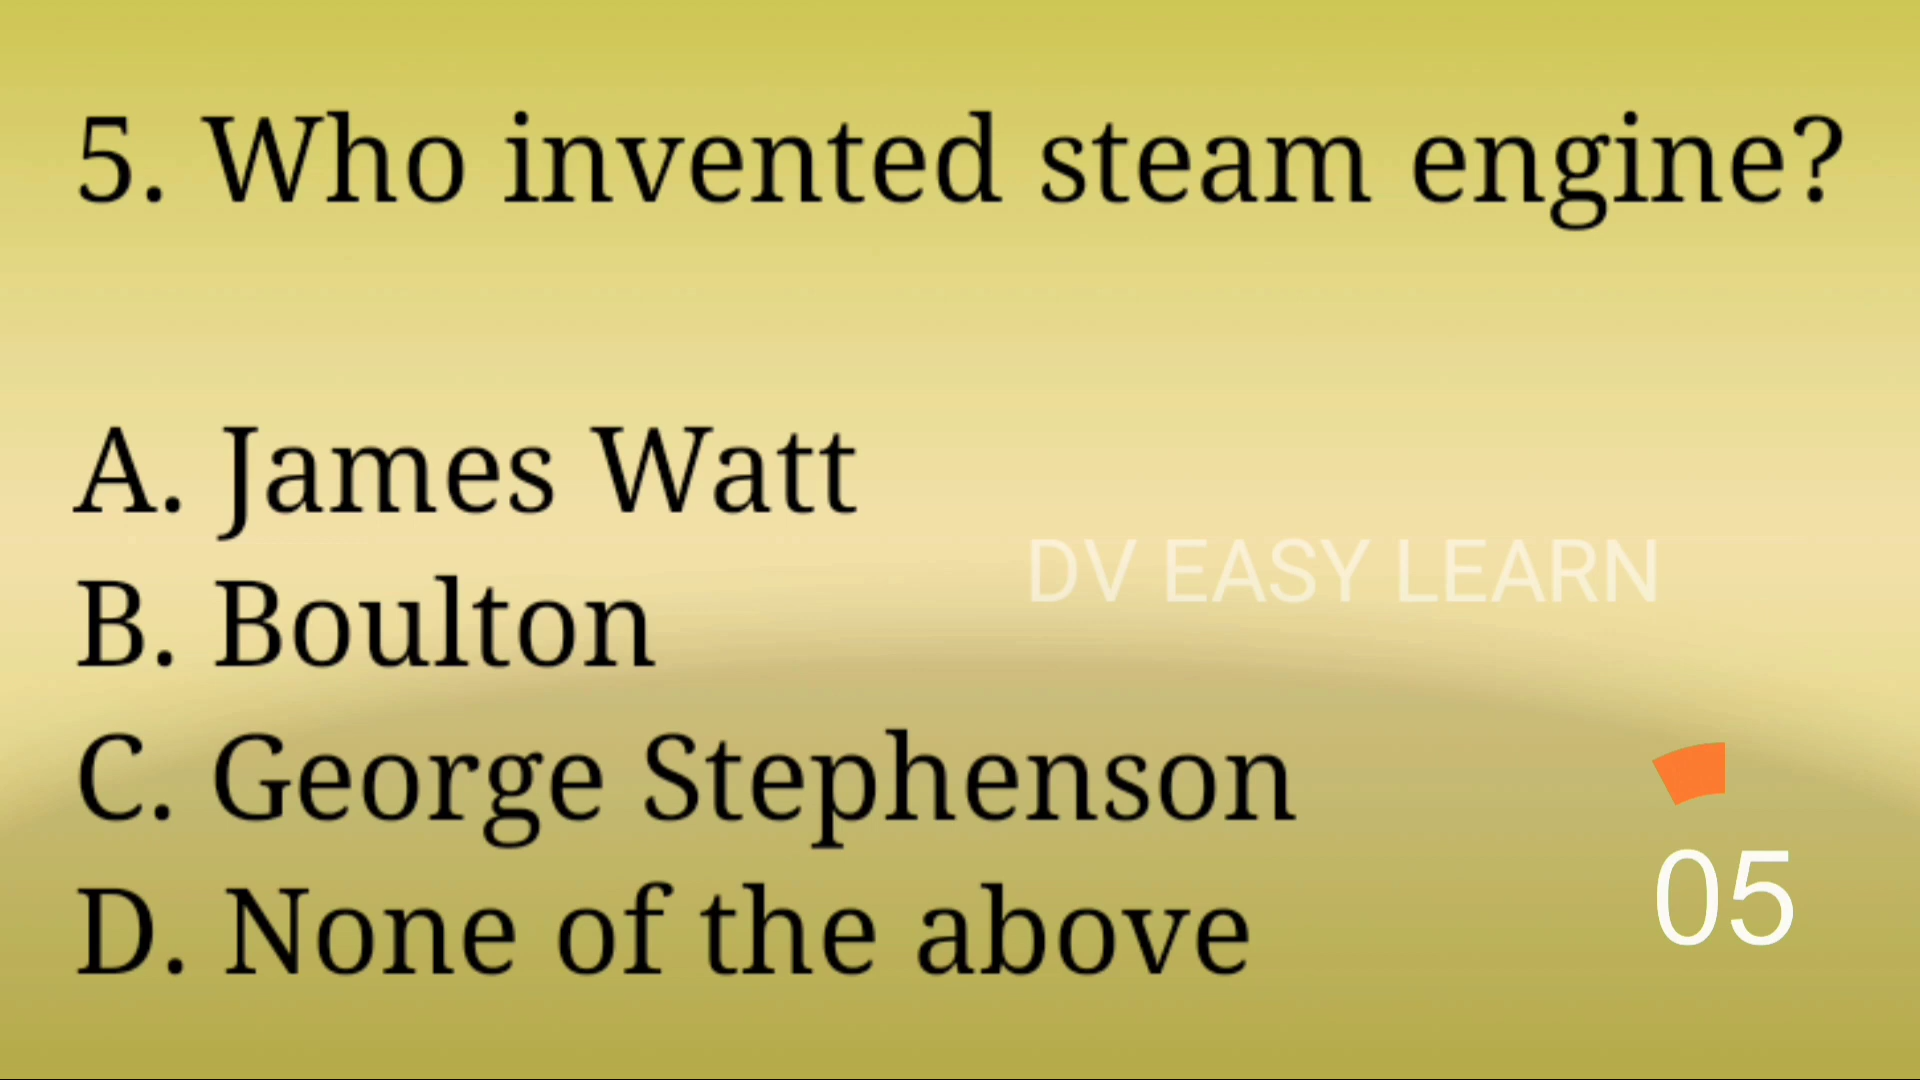 5. Who invented steam engine?
A. James Watt
DV EASY LEARN
B. Boulton
C. George Stephenson
D. None of the above
05